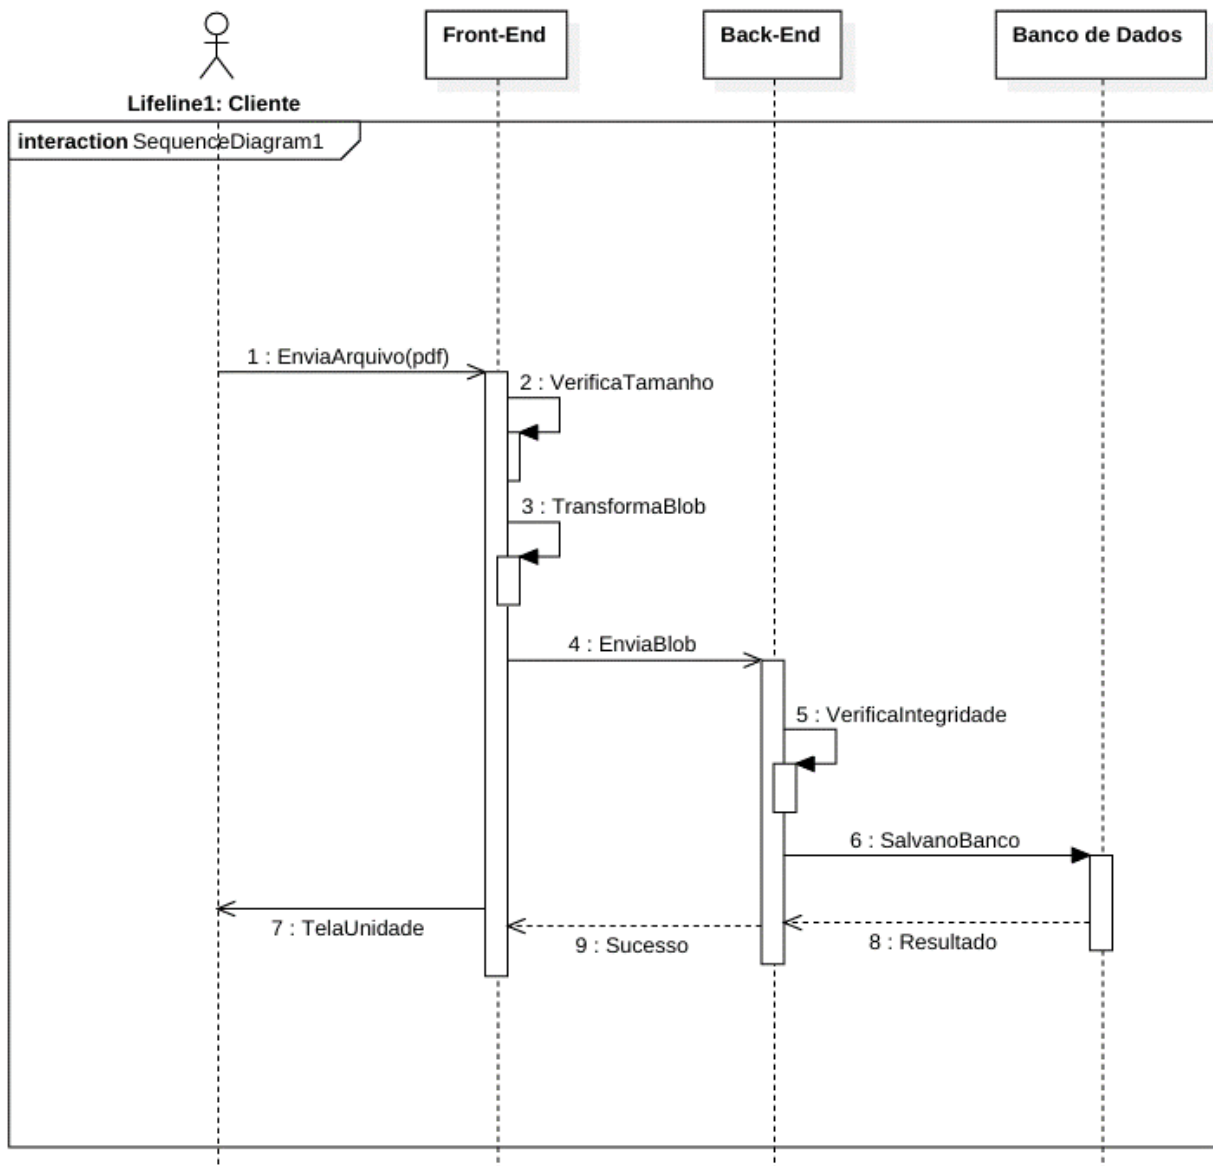 Front-End
Back-End
Banco de Dados
Lifeline1: Cliente
interaction SequenceDiagram1
1 : EnviaArquivo(pdf)
2 : VerificaTamanho
3 : TransformaBlob
4 : EnviaBlob
5 : VerificaIntegridade
6 : SalvanoBanco
7 : TelaUnidade
9 : Sucesso
8 : Resultado